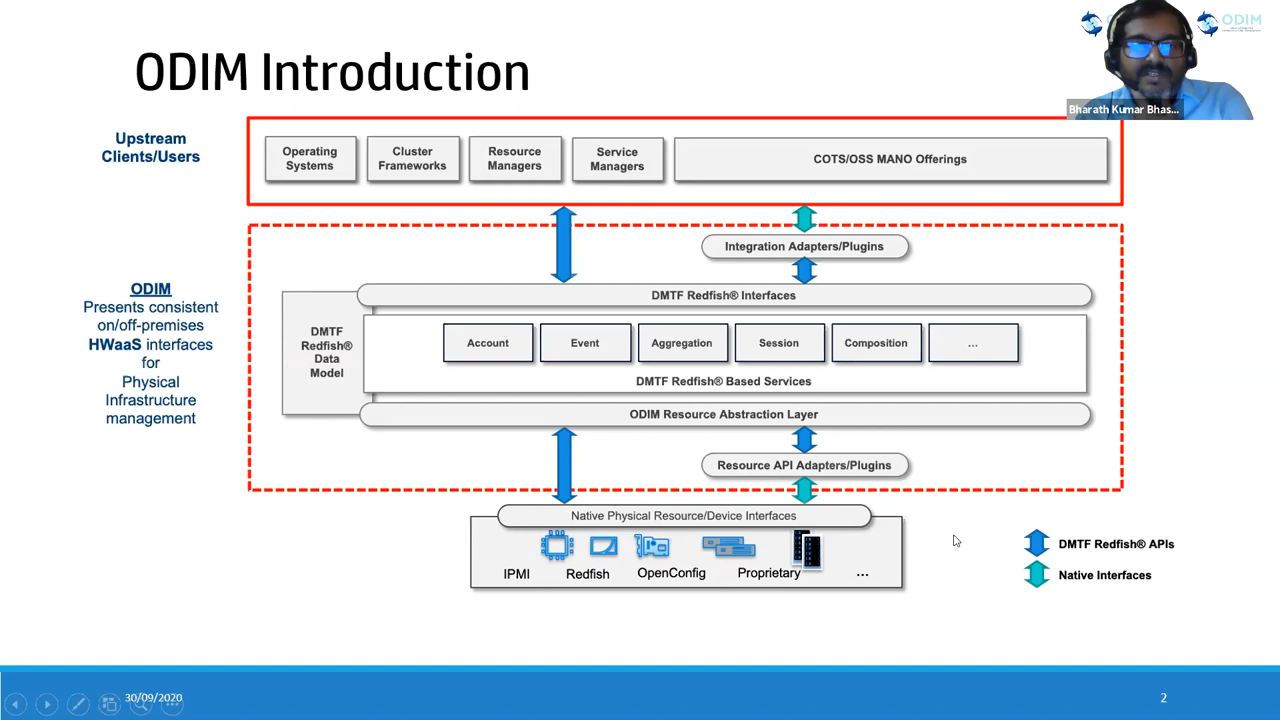 ODIM
ODIM Introduction
Bharath Kumar Bhas...
Upstream
Clients/Users
Operating
Systems
Cluster
Frameworks
Resource
Managers
Service
Managers
COTS/OSS MANO Offerings
Integration Adapters/Plugins
ODIM
Presents consistent
on/off-premises
HWaaS interfaces
for
Physical
Infrastructure
management
DMTF Redfish® Interfaces
DMTF
Redfish®
Data
Model
Account
Event
Aggregation
Session
Composition
...
DMTF Redfish® Based Services
ODIM Resource Abstraction Layer
Resource API Adapters/Plugins
Native Physical Resource/Device Interfaces
IPMI
Redfish
OpenConfig
Proprietary
...
DMTF Redfish® APIs
Native Interfaces
30/09/2020
2